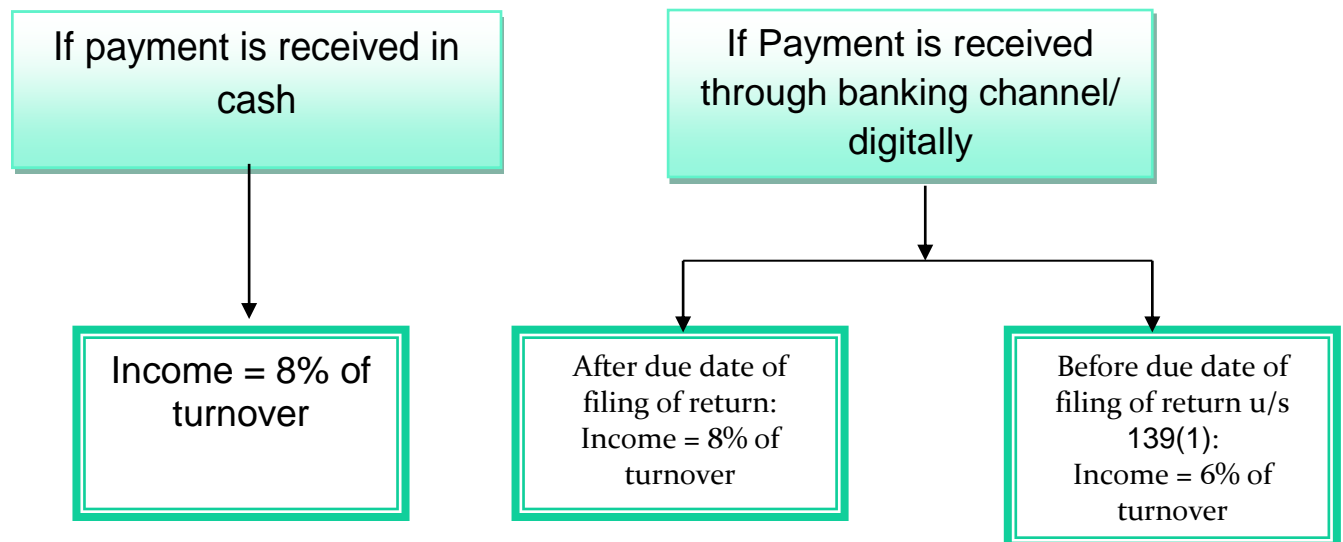 If payment is received in
cash
If Payment is received
through banking channel/
digitally
Income = 8% of
turnover
After due date of
filing of return:
Income = 8% of
turnover
Before due date of
filing of return u/s
139(1):
Income = 6% of
turnover